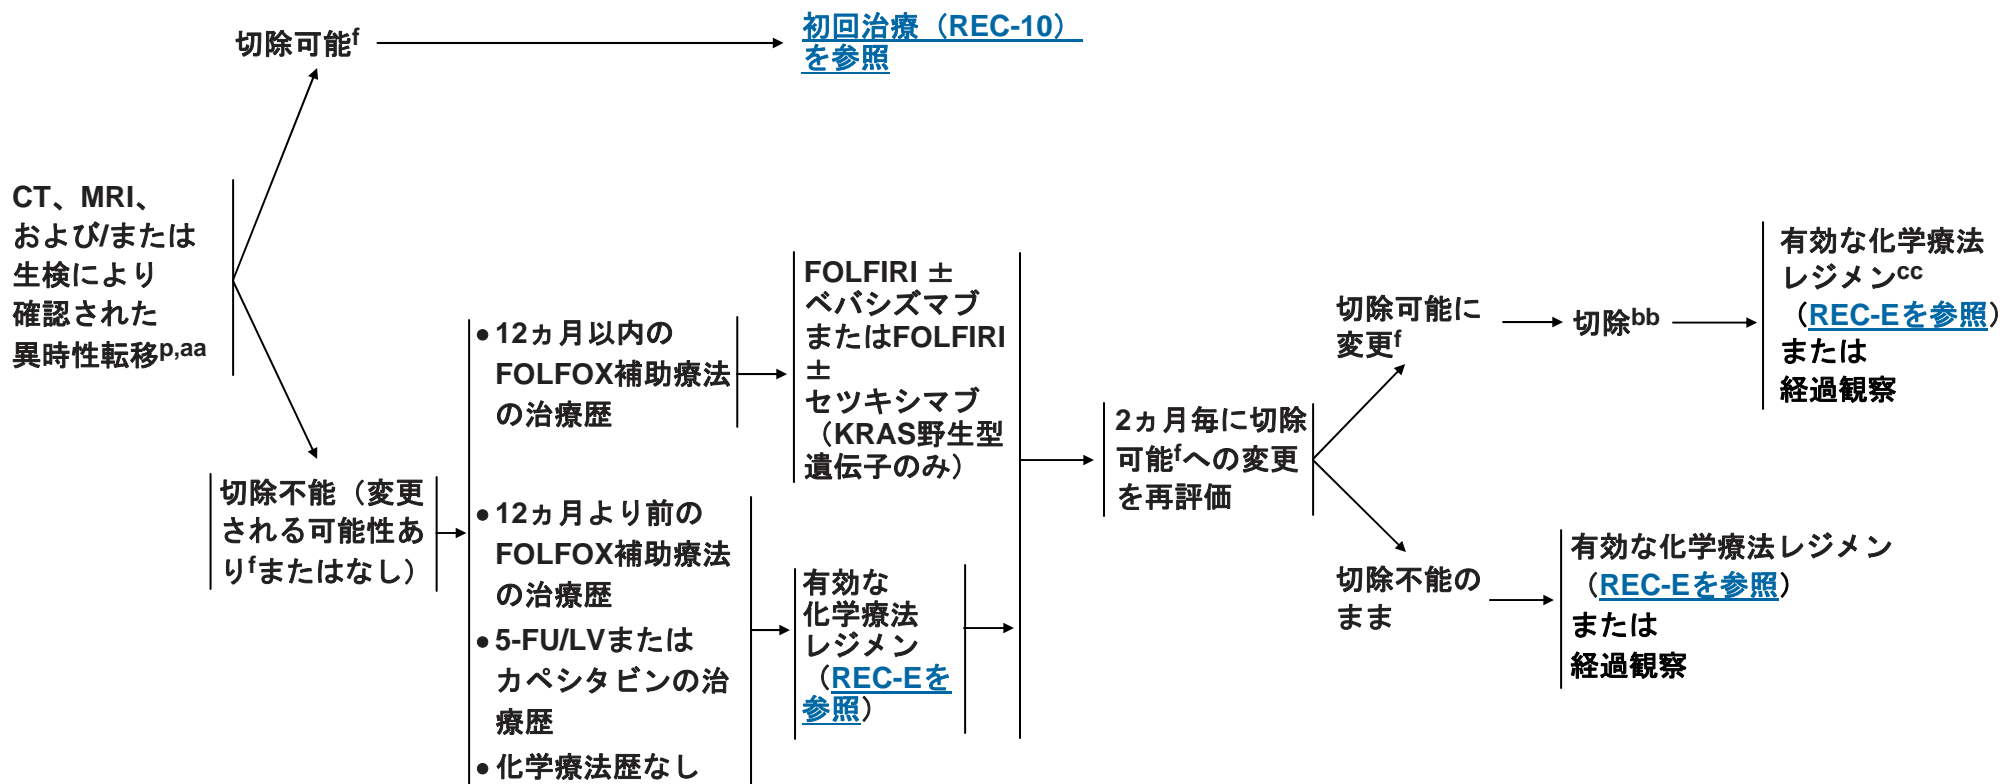 切除可能f
初回治療（REC-10）
を参照
CT、MRI、
および/または
生検により
確認された
異時性転移p,aa
切除不能（変更
される可能性あ
りfまたはなし）
●12ヵ月以内の
FOLFOX補助療法
の治療歴
●12ヵ月より前の
FOLFOX補助療法
の治療歴
●5-FU/LVまたは
カペシタビンの治
療歴
●化学療法歴なし
FOLFIRI ±
ベバシズマブ
またはFOLFIRI
±
セツキシマブ
（KRAS野生型
遺伝子のみ）
有効な
化学療法
レジメン
（REC-Eを
参照）
2ヵ月毎に切除
可能fへの変更
を再評価
切除可能に
変更f
切除bb
有効な化学療法
レジメンcc
（REC-Eを参照）
または
経過観察
切除不能の
まま
有効な化学療法レジメン
（REC-Eを参照）
または
経過観察